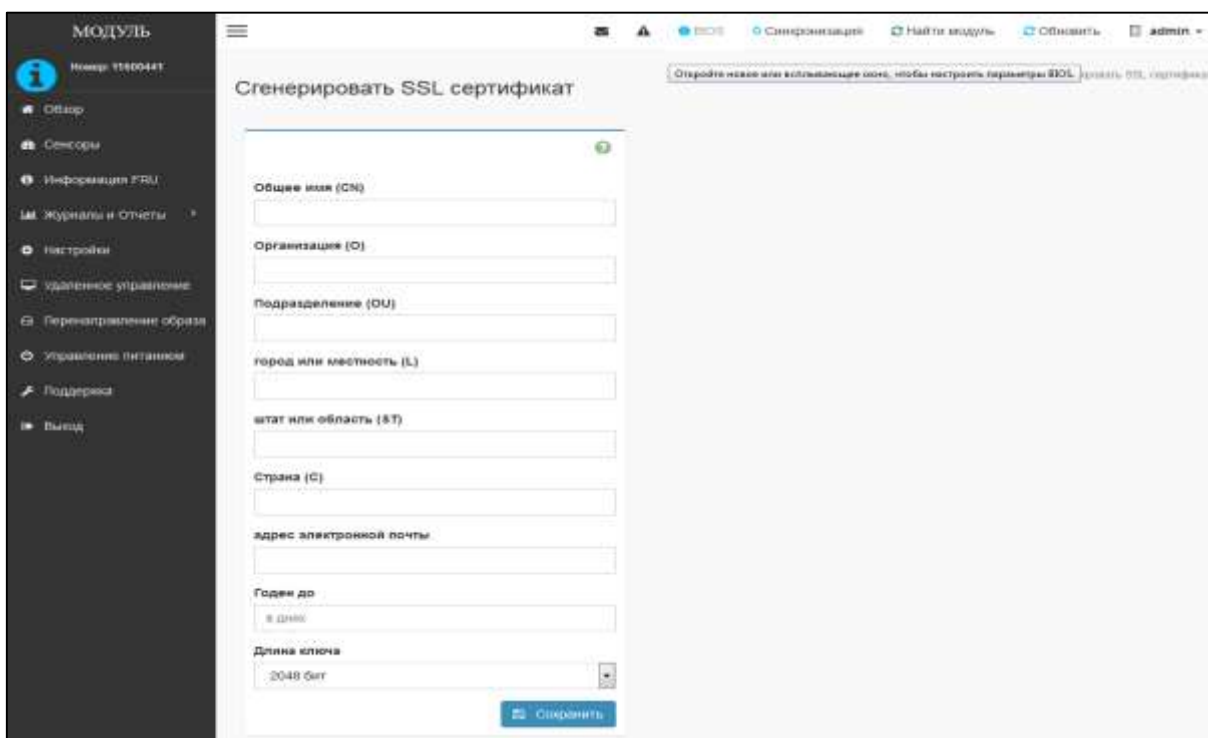 МОДУЛЬ
BIOS
Синхронизация
Найти модуль
Обновить
admin
Номер: 11600441
Откройте новое или всплывающее окно, чтобы настроить параметры BIOS.
SSL сертификат
Сгенерировать SSL сертификат
Обзор
Сенсоры
Информация FRU
Журналы и Отчеты
Настройки
Удаленное управление
Перенаправление образа
Управление питанием
Поддержка
Выход
Общее имя (CN)
Организация (O)
Подразделение (OU)
город или местность (L)
штат или область (ST)
Страна (C)
адрес электронной почты
Годен до
в днях
Длина ключа
2048 бит
Сохранить